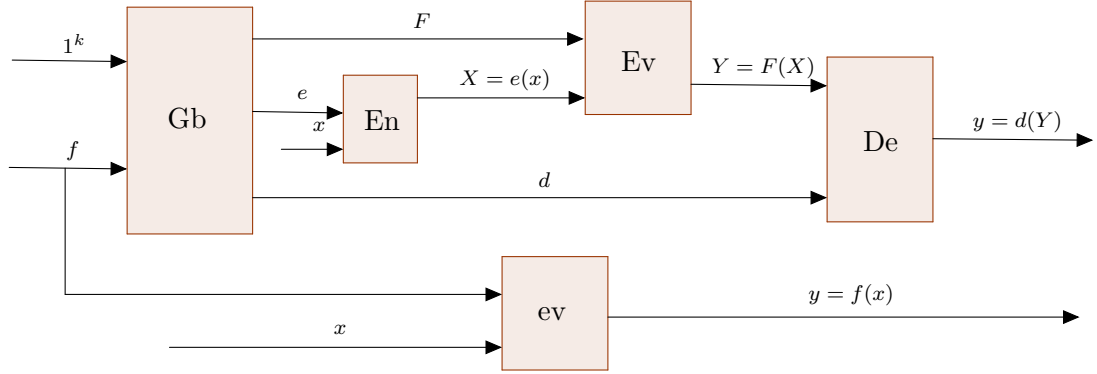 1^k
f
Gb
F
e
x
En
X = e(x)
Ev
Y = F(X)
d
De
y = d(Y)
x
ev
y = f(x)